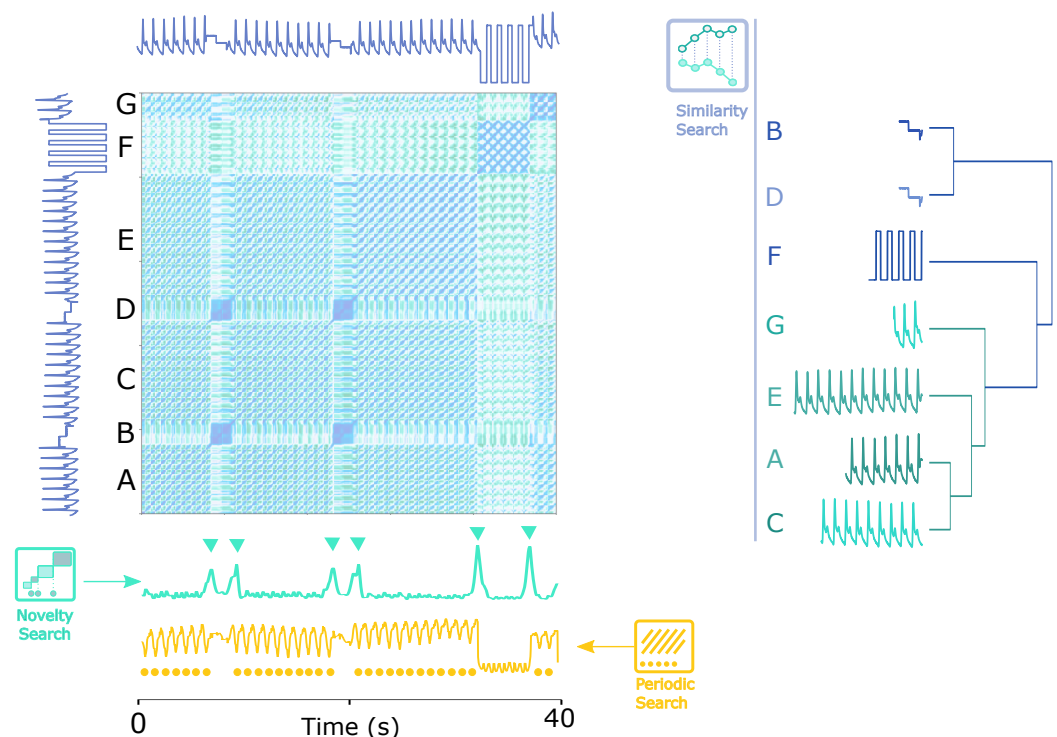 G
F
E
D
C
B
A
Similarity
Search
B
D
F
G
E
A
C
Novelty
Search
Periodic
Search
0
Time (s)
40